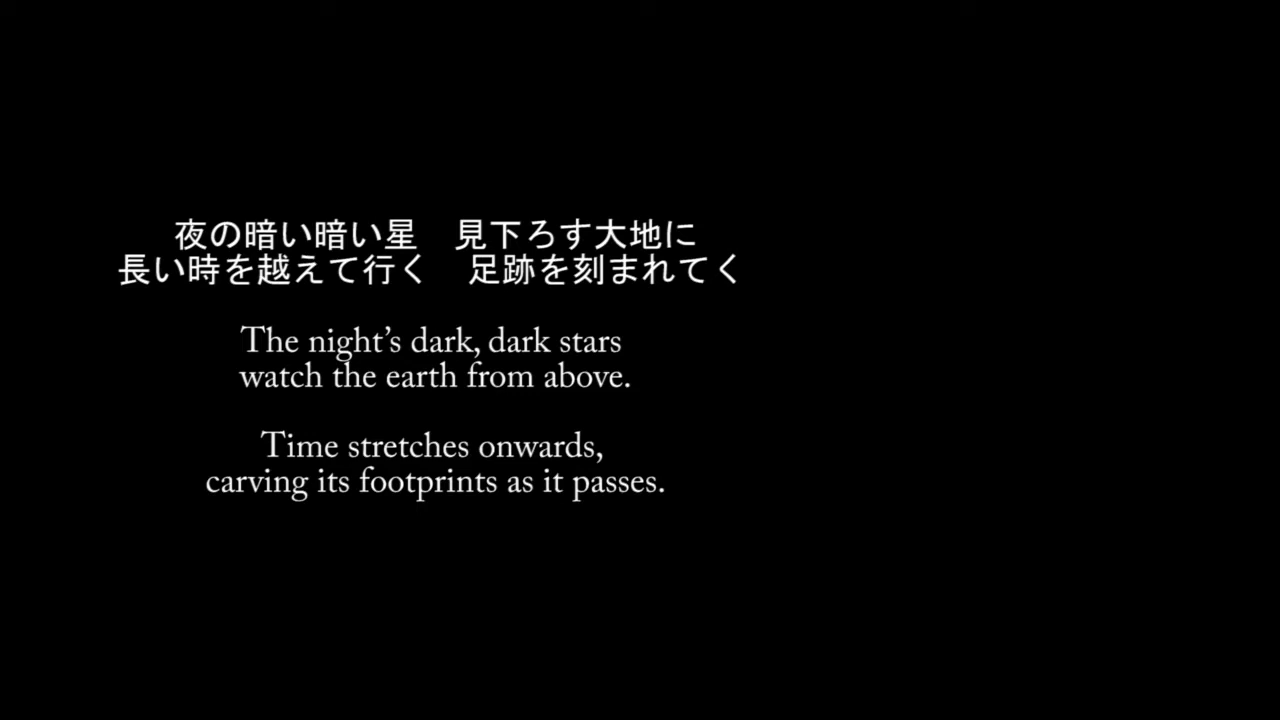 夜の暗い暗い星　見下ろす大地に
長い時を越えて行く　足跡を刻まれてく
The night’s dark, dark stars
watch the earth from above.
Time stretches onwards,
carving its footprints as it passes.